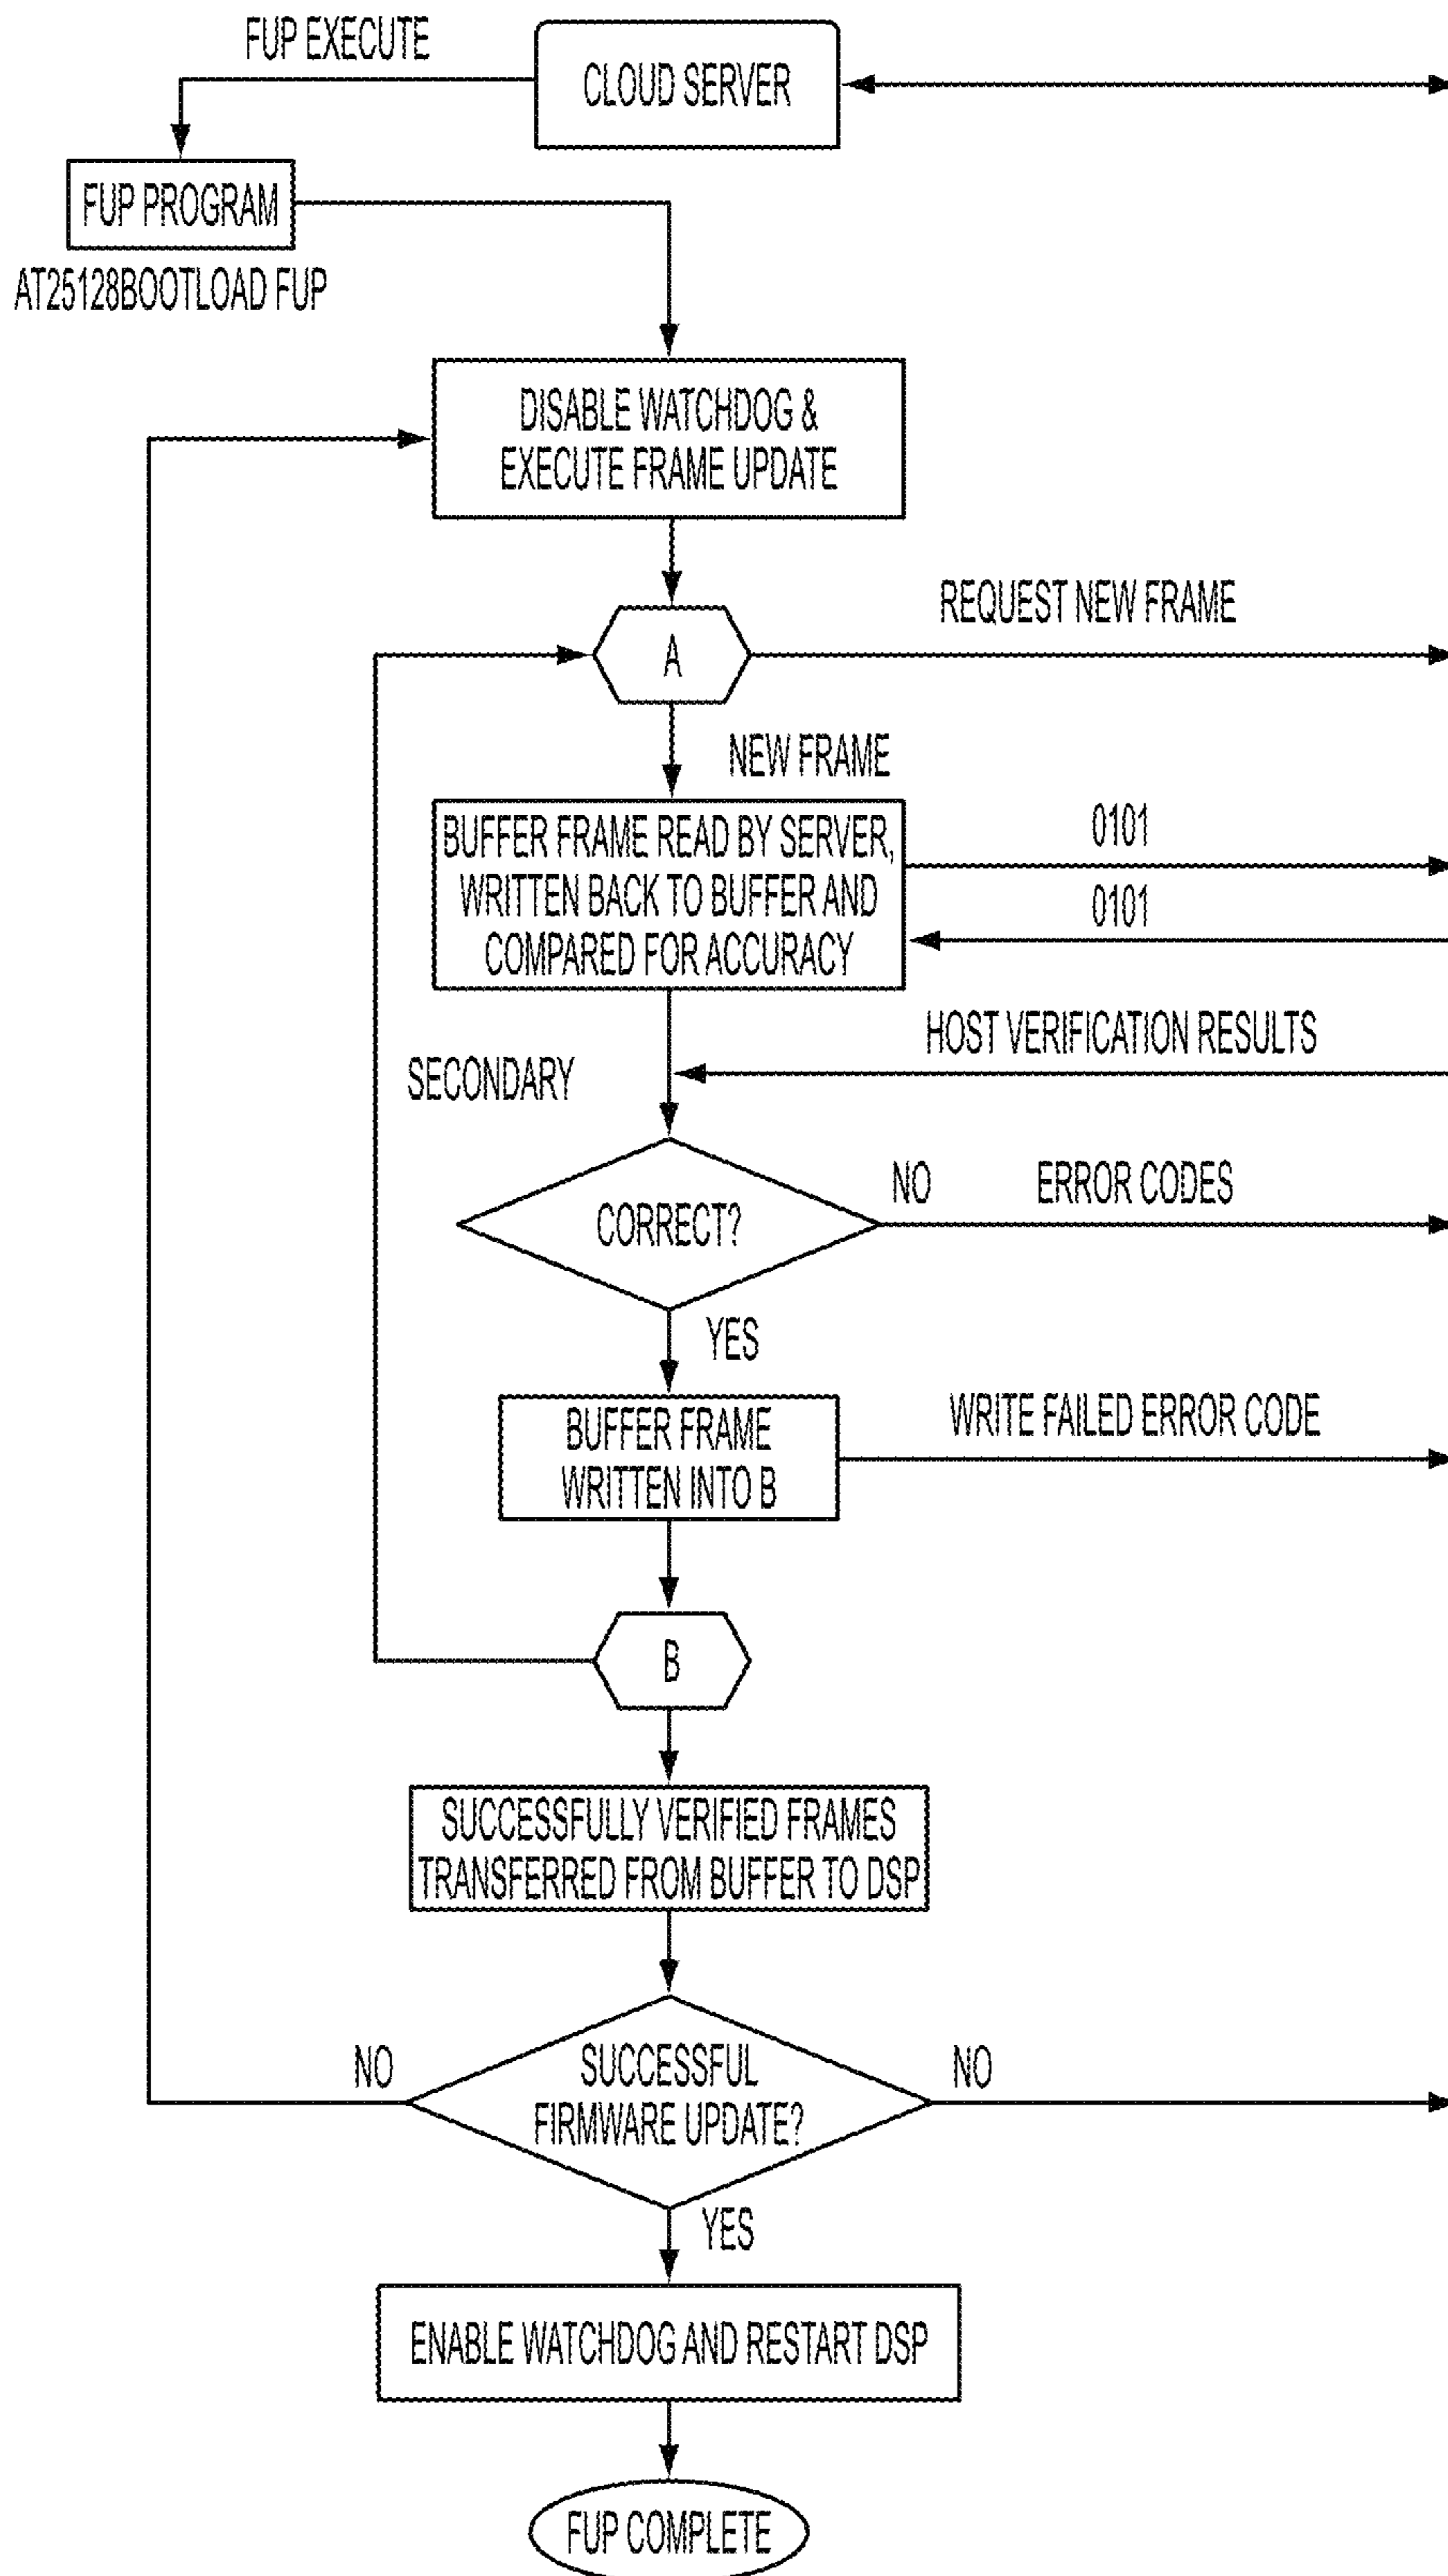 FUP EXECUTE
CLOUD SERVER
FUP PROGRAM
AT25128BOOTLOAD FUP
DISABLE WATCHDOG &
EXECUTE FRAME UPDATE
REQUEST NEW FRAME
A
NEW FRAME
BUFFER FRAME READ BY SERVER,
WRITTEN BACK TO BUFFER AND
COMPARED FOR ACCURACY
0101
0101
HOST VERIFICATION RESULTS
SECONDARY
CORRECT?
NO
ERROR CODES
YES
BUFFER FRAME
WRITTEN INTO B
WRITE FAILED ERROR CODE
B
SUCCESSFULLY VERIFIED FRAMES
TRANSFERRED FROM BUFFER TO DSP
NO
SUCCESSFUL
FIRMWARE UPDATE?
NO
YES
ENABLE WATCHDOG AND RESTART DSP
FUP COMPLETE